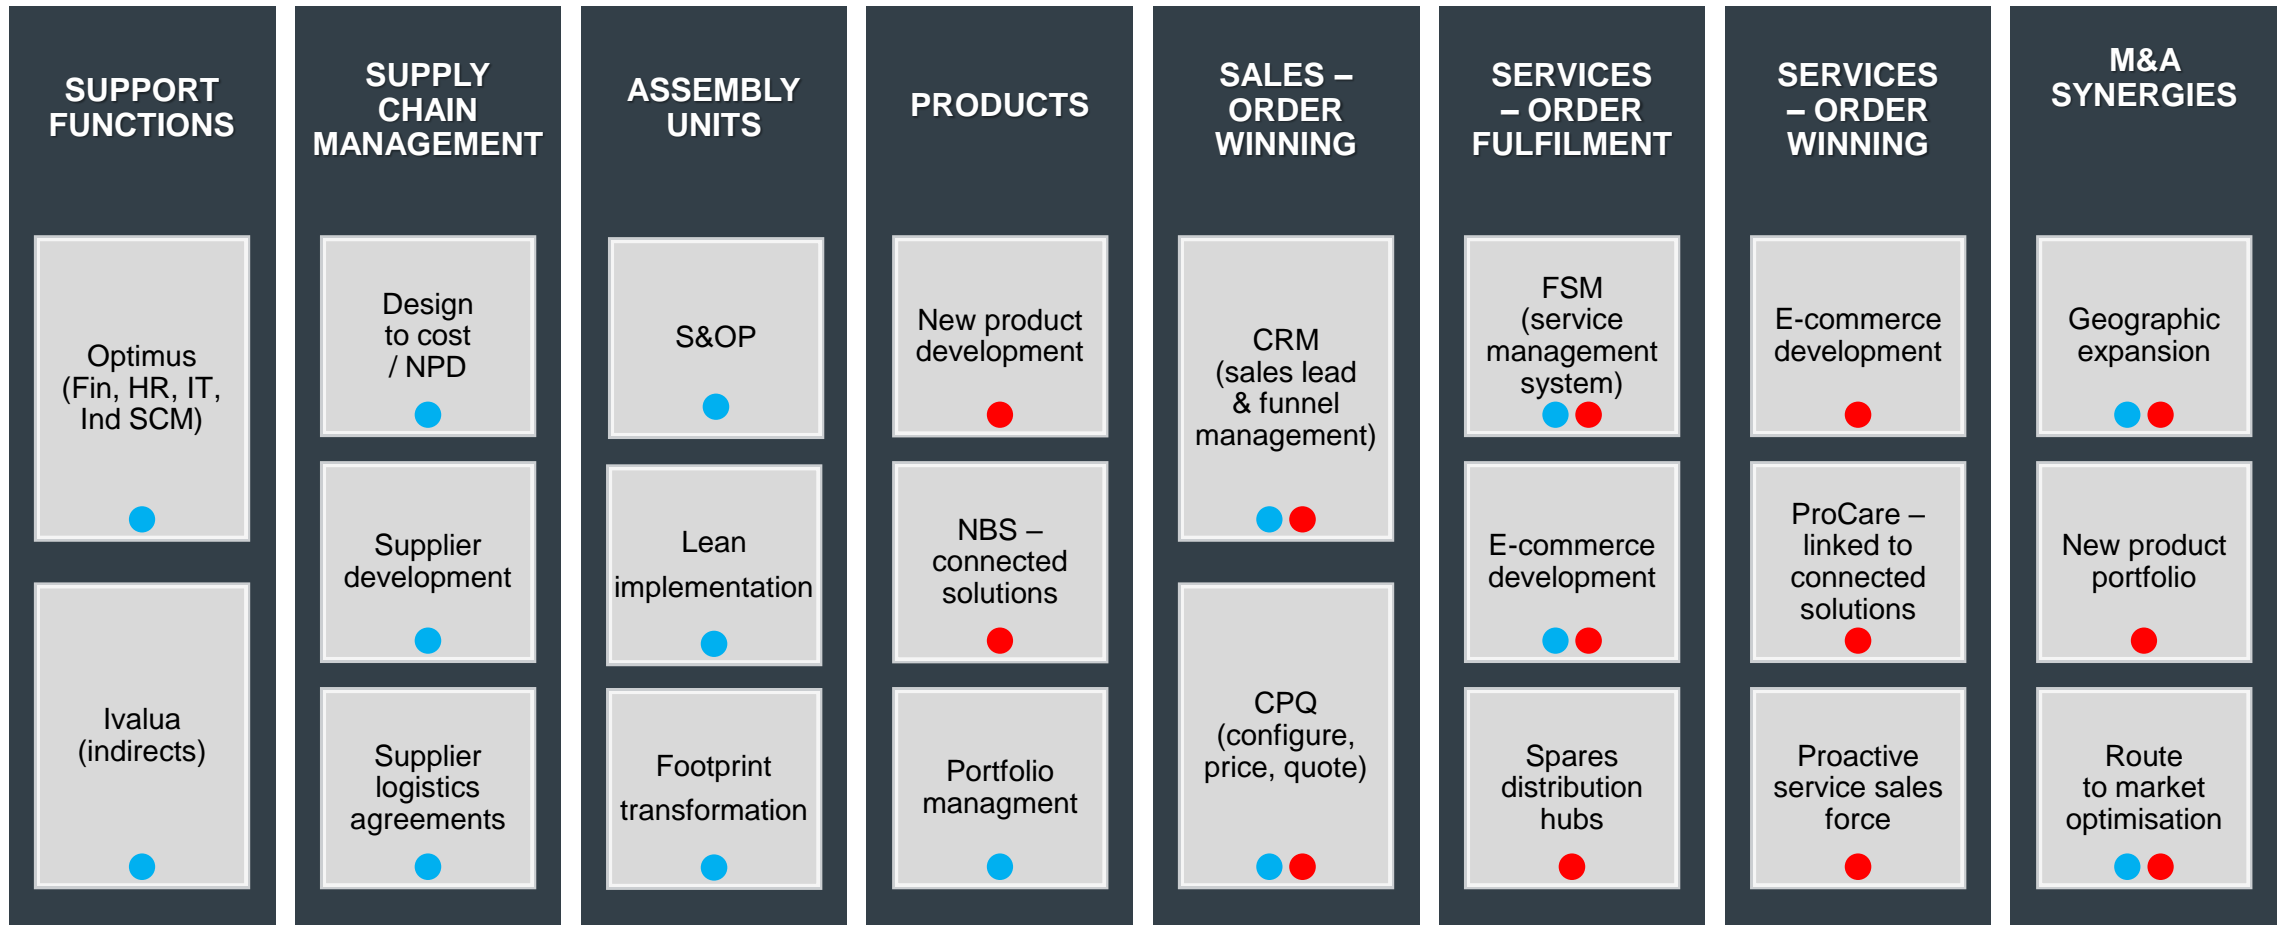 SUPPORT
FUNCTIONS
Optimus
(Fin, HR, IT,
Ind SCM)
Ivalua
(indirects)
SUPPLY
CHAIN
MANAGEMENT
Design
to cost
/ NPD
Supplier
development
Supplier
logistics
agreements
ASSEMBLY
UNITS
S&OP
Lean
implementation
Footprint
transformation
PRODUCTS
New product
development
NBS –
connected
solutions
Portfolio
managment
SALES –
ORDER
WINNING
CRM
(sales lead
& funnel
management)
CPQ
(configure,
price, quote)
SERVICES
– ORDER
FULFILMENT
FSM
(service
management
system)
E-commerce
development
Spares
distribution
hubs
SERVICES
– ORDER
WINNING
E-commerce
development
ProCare –
linked to
connected
solutions
Proactive
service sales
force
M&A
SYNERGIES
Geographic
expansion
New product
portfolio
Route
to market
optimisation